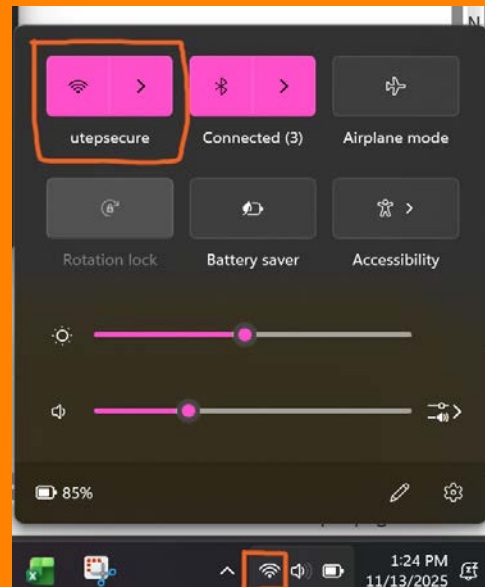 N
utepsecure
Connected (3)
Airplane mode
Rotation lock
Battery saver
Accessibility
85%
1:24 PM
11/13/2025